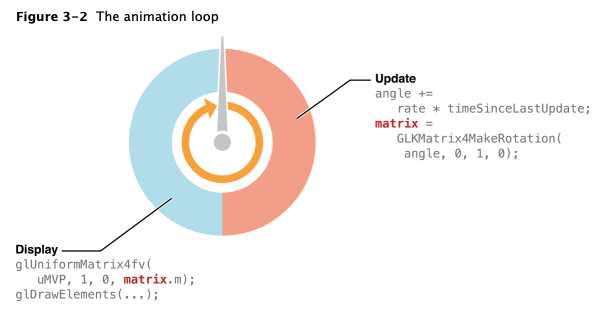 Figure 3-2 The animation loop
Update
angle +=
rate * timeSinceLastUpdate;
matrix =
GLKMatrix4MakeRotation(
angle, 0, 1, 0);
Display
glUniformMatrix4fv(
uMVP, 1, 0, matrix.m);
glDrawElements(...);